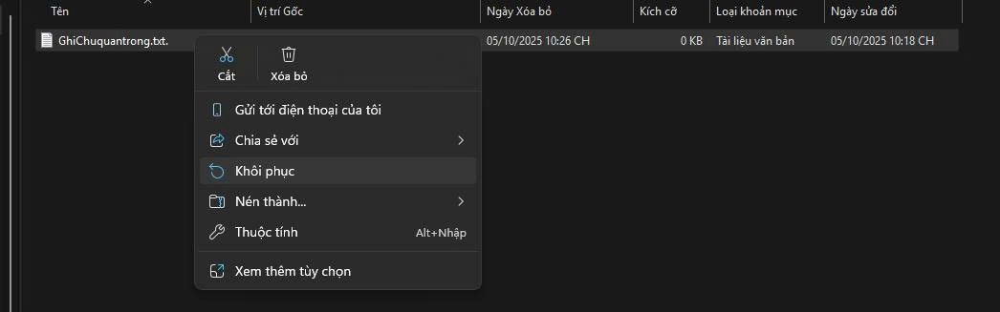 Tên Vị trí Gốc Ngày Xóa bỏ Kích cỡ Loại khoản mục Ngày sửa đổi
GhiChuquantrong.txt. 05/10/2025 10:26 CH 0 KB Tài liệu văn bản 05/10/2025 10:18 CH
Cắt Xóa bỏ
Gửi tới điện thoại của tôi
Chia sẻ với
Khôi phục
Nén thành...
Thuộc tính Alt+Nhập
Xem thêm tùy chọn